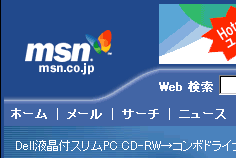 msn
msn.co.jp
Hot
Web 検索
ホーム | メール | サーチ | ニュース
Dell液晶付スリムPC CD-RW→コンボドライ